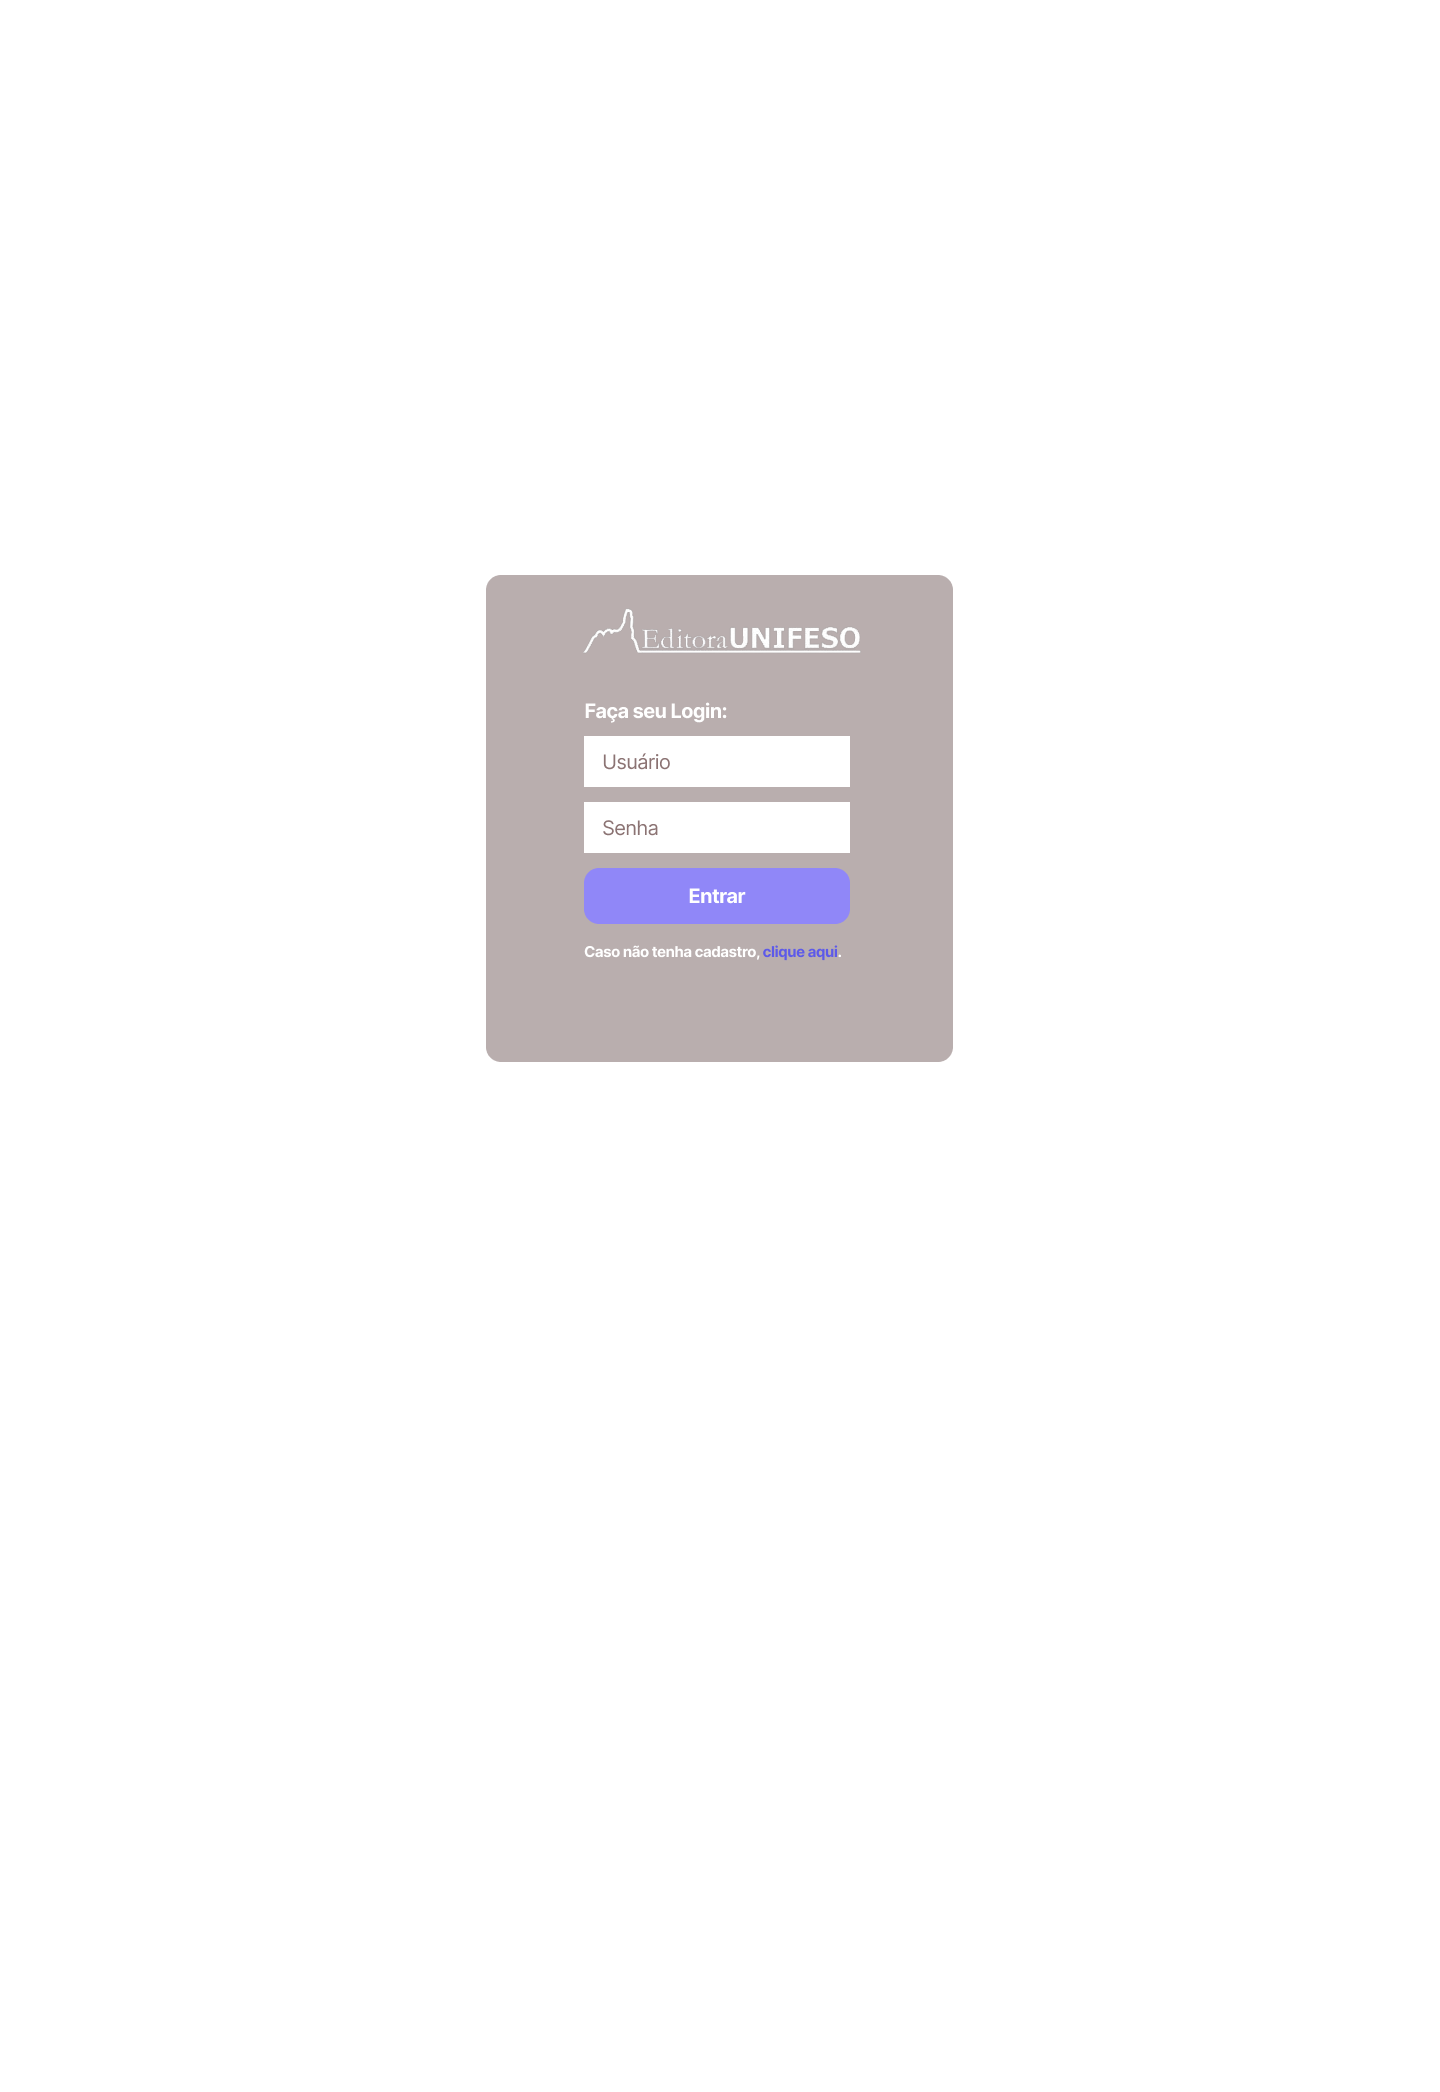 EditoraUNIFESO
Faça seu Login:
Usuário
Senha
Entrar
Caso não tenha cadastro, clique aqui.